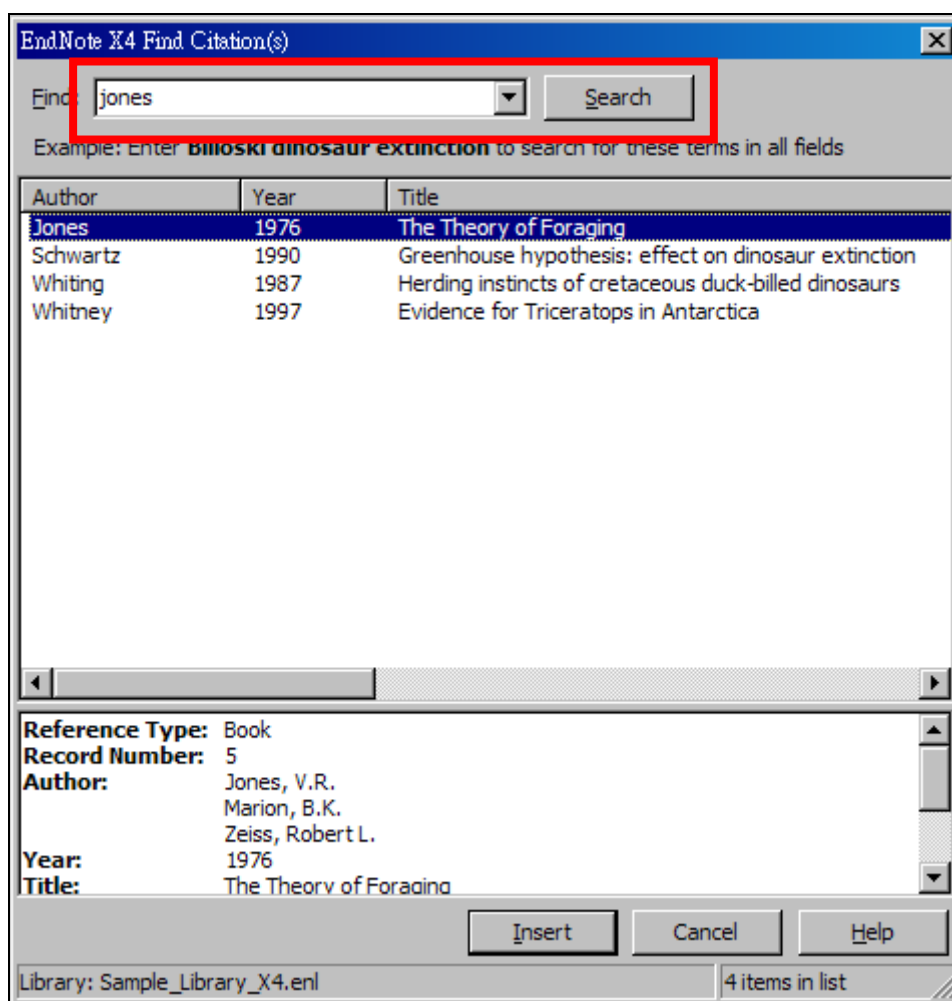 EndNote X4 Find Citation(s)
Find: jones Search
Example: Enter Billoski dinosaur extinction to search for these terms in all fields
Author Year Title
Jones 1976 The Theory of Foraging
Schwartz 1990 Greenhouse hypothesis: effect on dinosaur extinction
Whiting 1987 Herding instincts of cretaceous duck-billed dinosaurs
Whitney 1997 Evidence for Triceratops in Antarctica
Reference Type: Book
Record Number: 5
Author: Jones, V.R.
Marion, B.K.
Zeiss, Robert L.
Year: 1976
Title: The Theory of Foraging
Insert Cancel Help
Library: Sample_Library_X4.enl 4 items in list